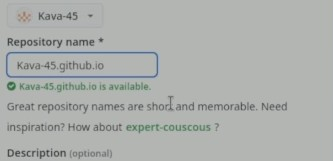 Kava-45
Repository name *
Kava-45.github.io
Kava-45.github.io is available.
Great repository names are short and memorable. Need
inspiration? How about expert-couscous ?
Description (optional)